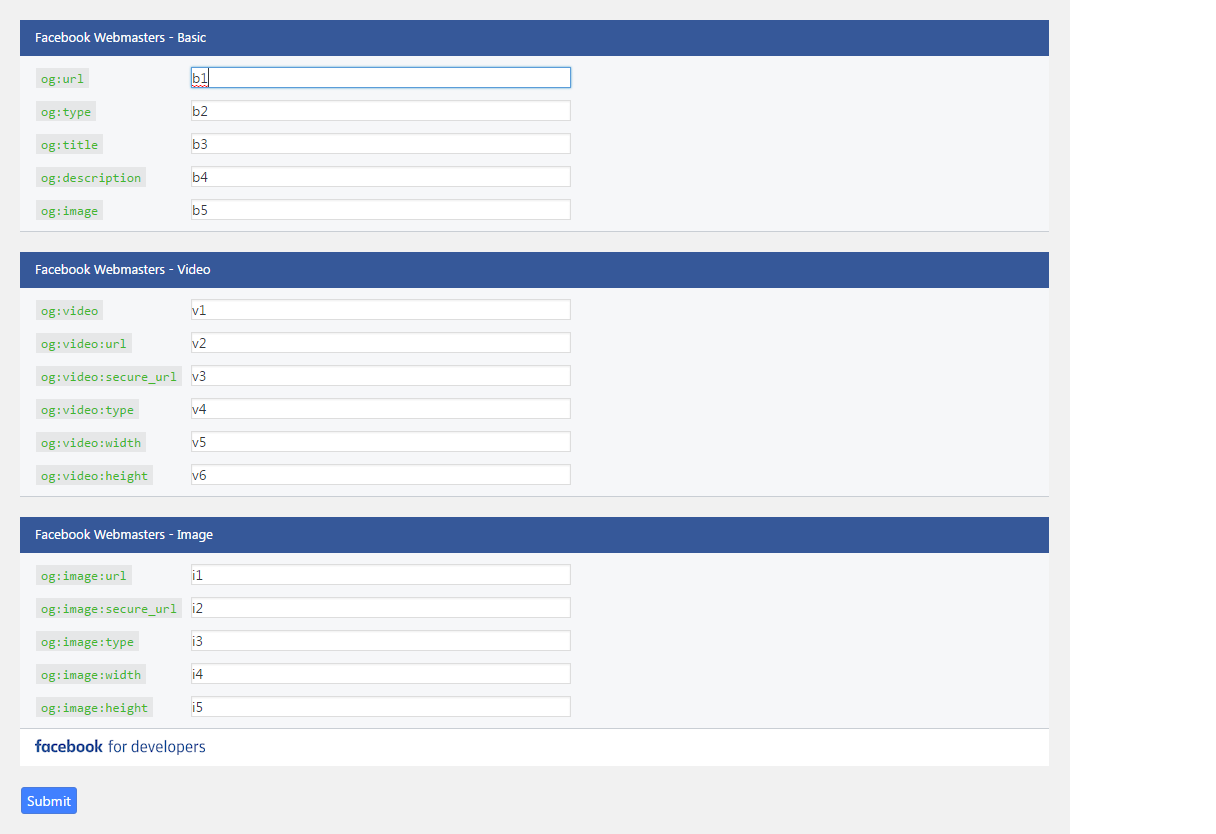 Facebook Webmasters - Basic
og:url b1
og:type b2
og:title b3
og:description b4
og:image b5
Facebook Webmasters - Video
og:video v1
og:video:url v2
og:video:secure_url v3
og:video:type v4
og:video:width v5
og:video:height v6
Facebook Webmasters - Image
og:image:url i1
og:image:secure_url i2
og:image:type i3
og:image:width i4
og:image:height i5
facebook for developers
Submit